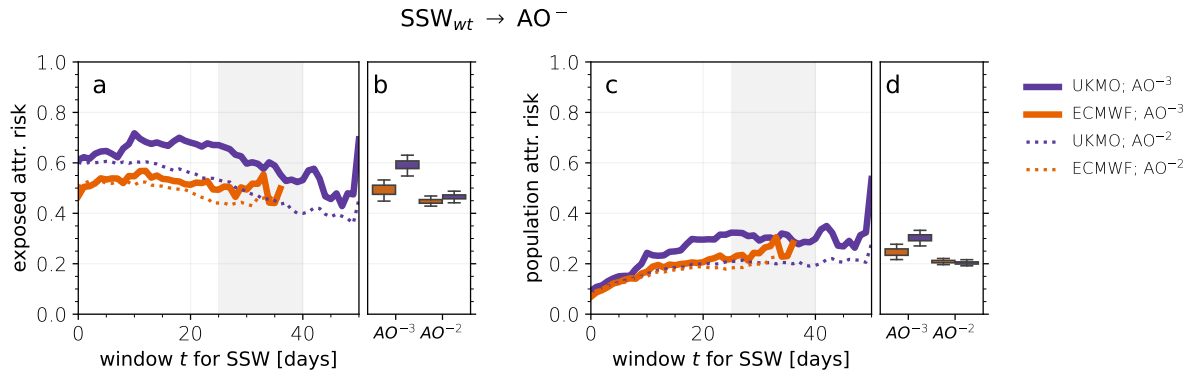 SSW_wt → AO⁻
a
exposed attr. risk
1.0
0.8
0.6
0.4
0.2
0.0
0
20
40
window t for SSW [days]
b
AO⁻³ AO⁻²
c
population attr. risk
1.0
0.8
0.6
0.4
0.2
0.0
0
20
40
window t for SSW [days]
d
AO⁻³ AO⁻²
UKMO; AO⁻³
ECMWF; AO⁻³
UKMO; AO⁻²
ECMWF; AO⁻²